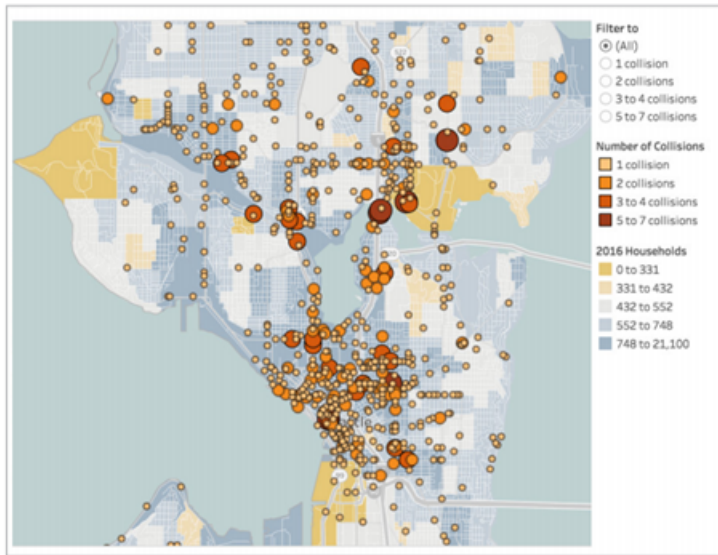 Filter to
(All)
1 collision
2 collisions
3 to 4 collisions
5 to 7 collisions
Number of Collisions
1 collision
2 collisions
3 to 4 collisions
5 to 7 collisions
2016 Households
0 to 331
331 to 432
432 to 552
552 to 748
748 to 21,100
522
99